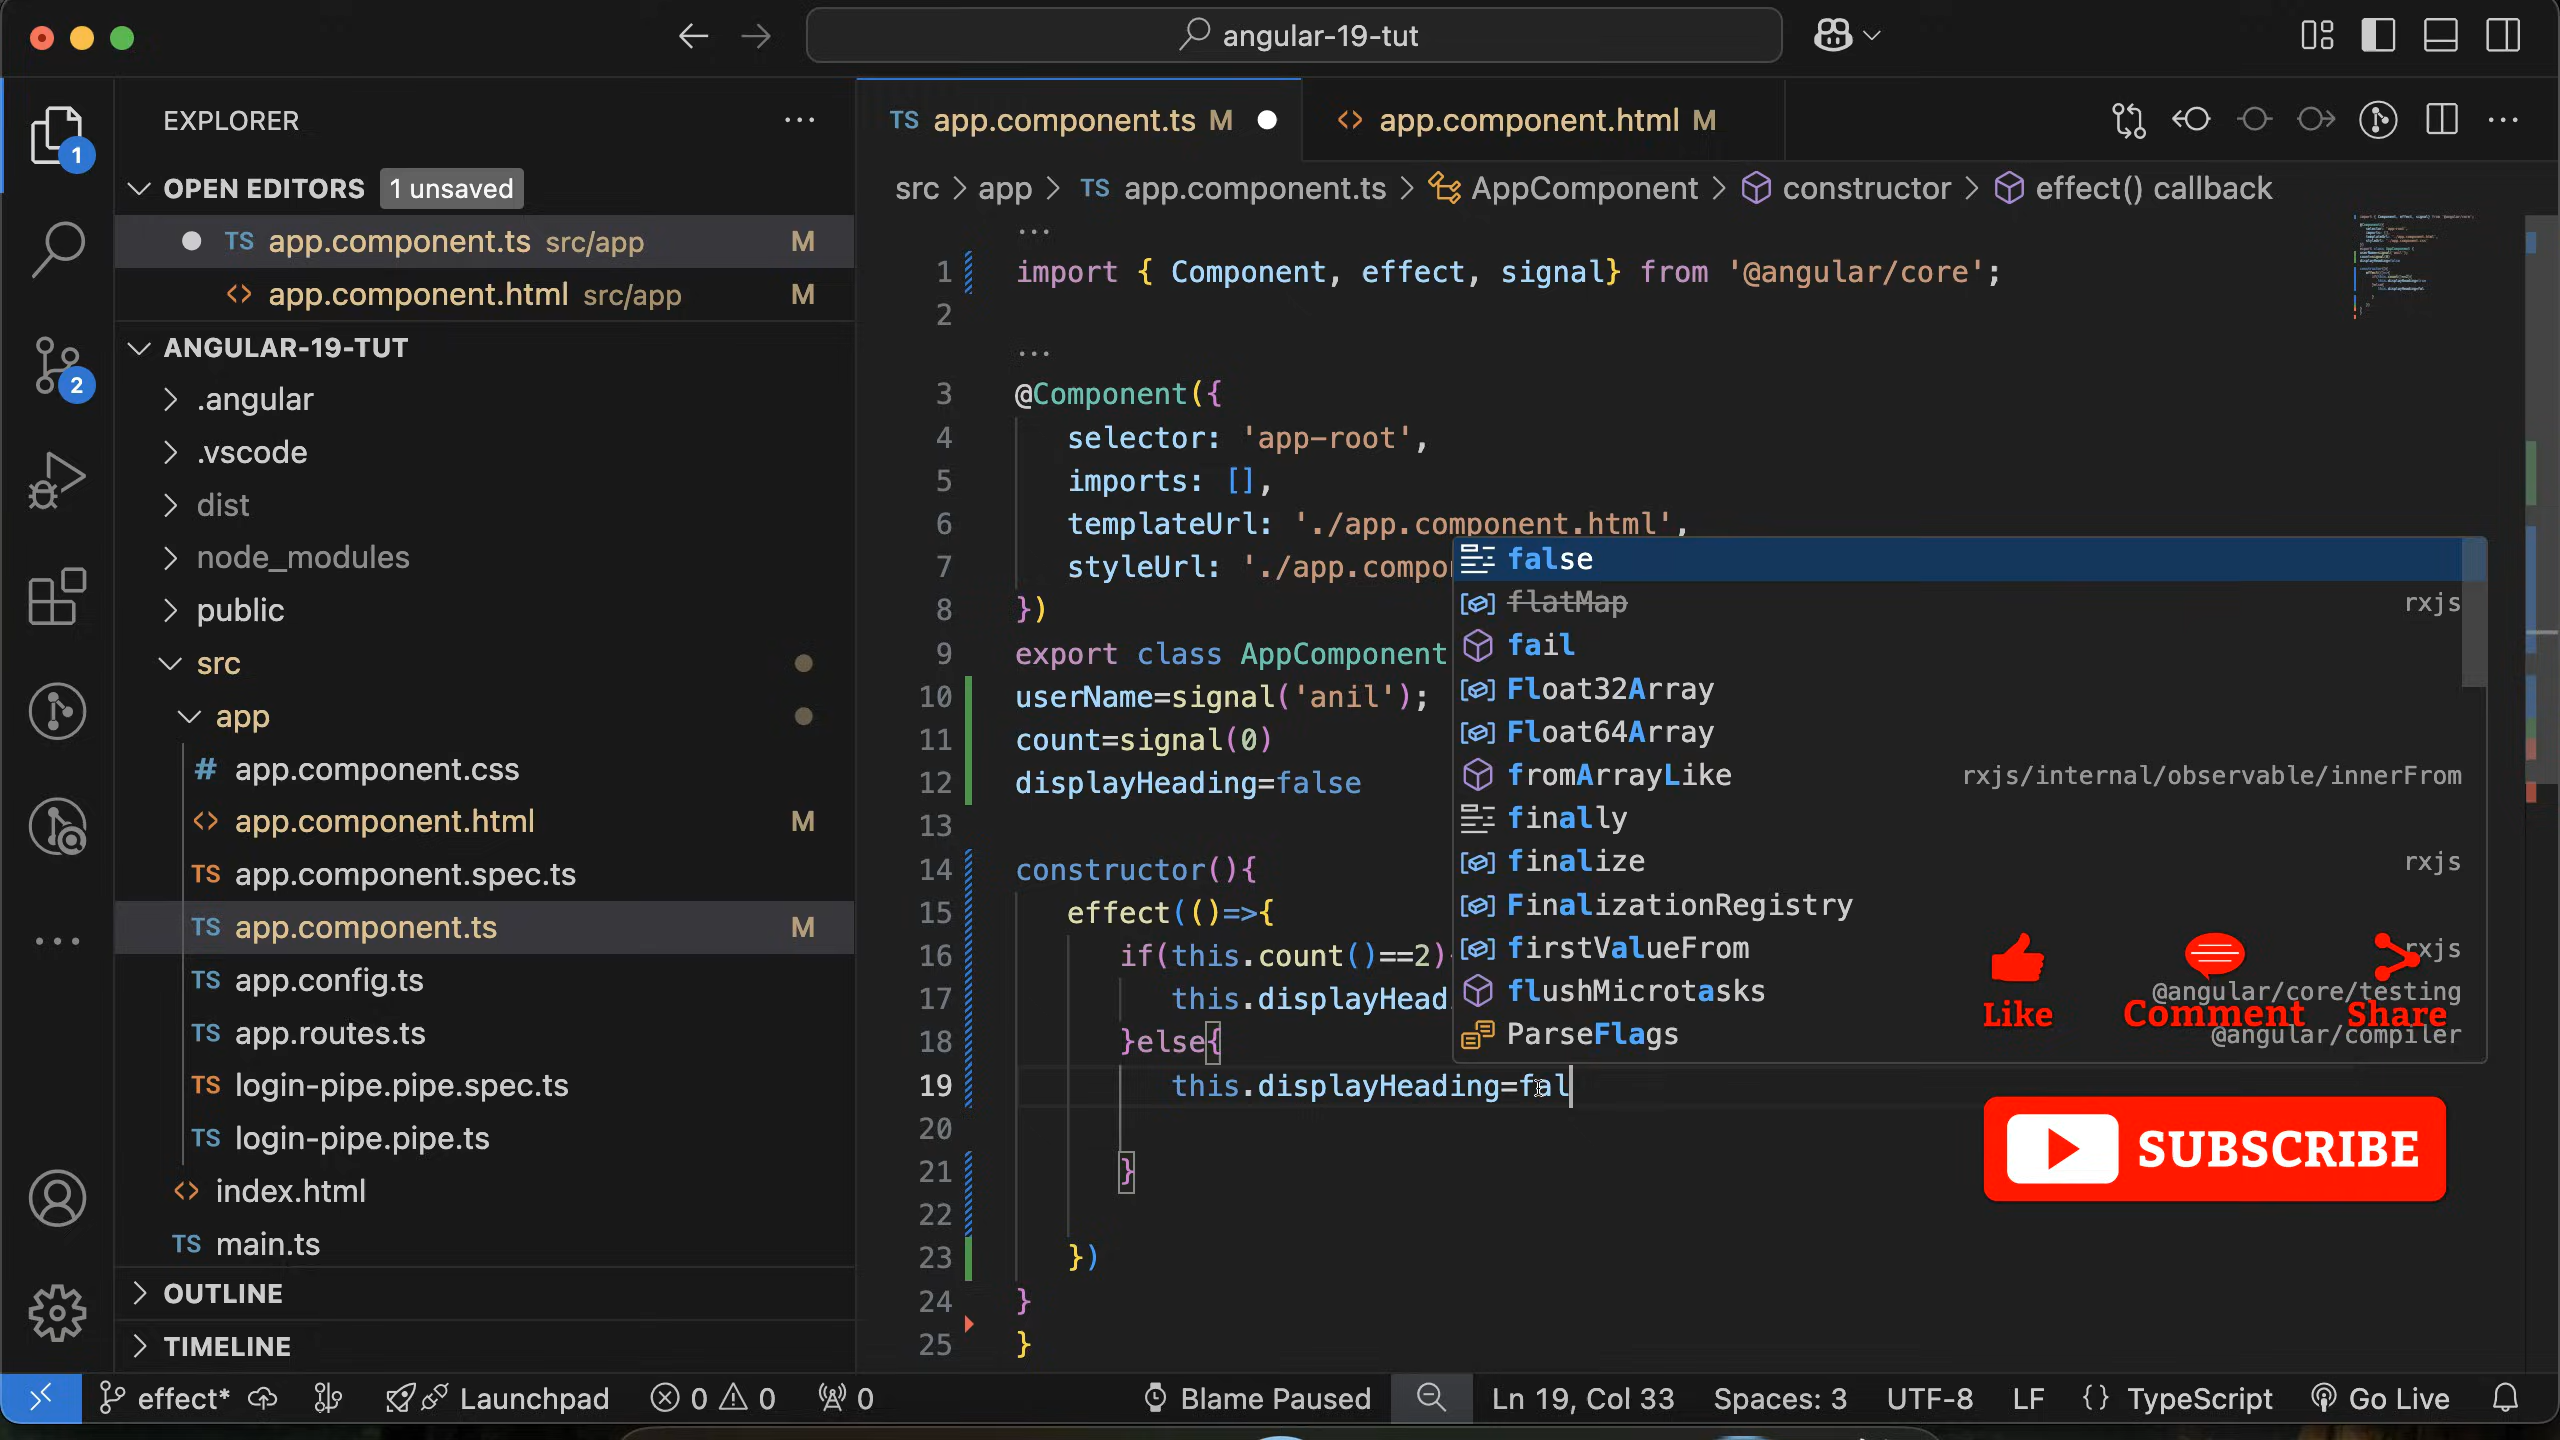 angular-19-tut
EXPLORER
OPEN EDITORS 1 unsaved
TS app.component.ts src/app M
<> app.component.html src/app M
ANGULAR-19-TUT
.angular
.vscode
dist
node_modules
public
src
app
# app.component.css
<> app.component.html M
TS app.component.spec.ts
TS app.component.ts M
TS app.config.ts
TS app.routes.ts
TS login-pipe.pipe.spec.ts
TS login-pipe.pipe.ts
<> index.html
TS main.ts
OUTLINE
TIMELINE
1
2
TS app.component.ts M
<> app.component.html M
src > app > TS app.component.ts > AppComponent > constructor > effect() callback
...
1 import { Component, effect, signal} from '@angular/core';
2
...
3 @Component({
4 selector: 'app-root',
5 imports: [],
6 templateUrl: './app.component.html',
7 styleUrl: './app.compo
8 })
9 export class AppComponent
10 userName=signal('anil');
11 count=signal(0)
12 displayHeading=false
13
14 constructor(){
15 effect(()=>{
16 if(this.count()==2)
17 this.displayHead
18 }else{
19 this.displayHeading=fal
20
21 }
22
23 })
24 }
25 }
false
flatMap rxjs
fail
Float32Array
Float64Array
fromArrayLike rxjs/internal/observable/innerFrom
finally
finalize rxjs
FinalizationRegistry
firstValueFrom rxjs
flushMicrotasks @angular/core/testing
ParseFlags @angular/compiler
Like Comment Share
SUBSCRIBE
effect* Launchpad 0 0 0 Blame Paused Ln 19, Col 33 Spaces: 3 UTF-8 LF {} TypeScript Go Live